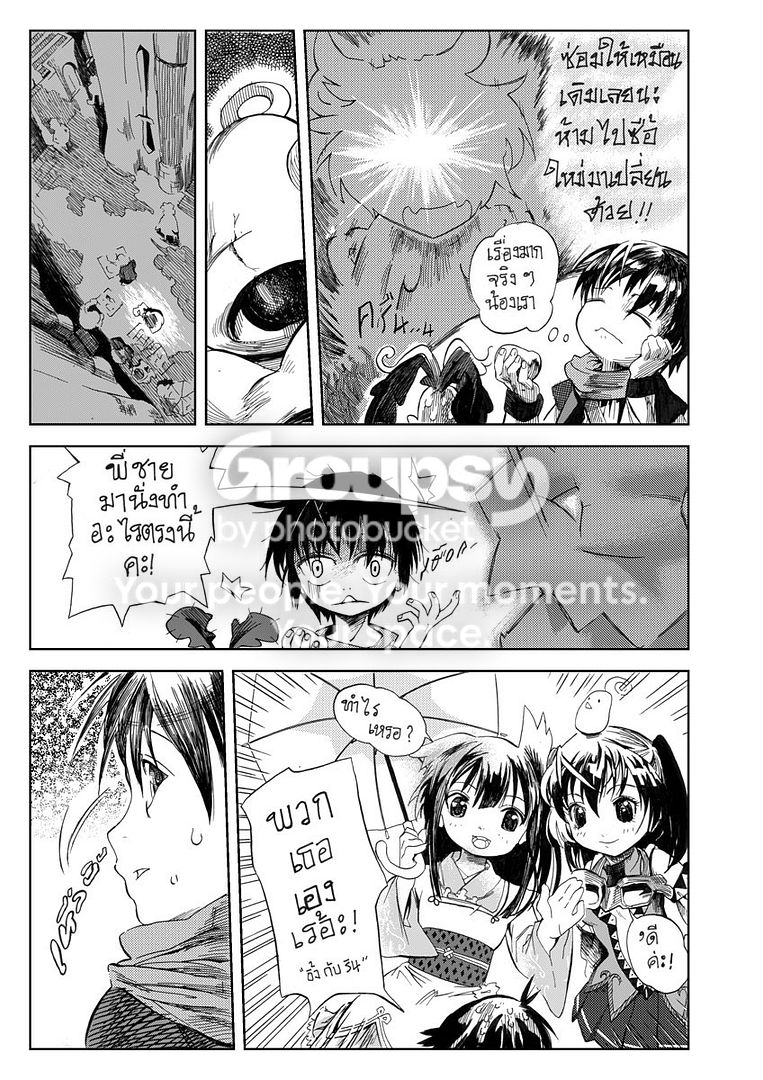 ซ่อมให้เหมือน
เดิมเลยนะ
ห้ามไปซื้อ
ใหม่มาเปลี่ยน
ด้วย!!
เรื่องมาก
จริงๆ
น้องเรา
พี่ชาย
มานั่งทำ
อะไรตรงนี้
คะ!
เฮือก
Groupsy
by photobucket
Your people. Your moments.
Your space.
ทำไร
เหรอ?
พวก
เธอ
เอง
เร้อะ!
"อิ้ง กับ ริน"
'ดี
ค่ะ!